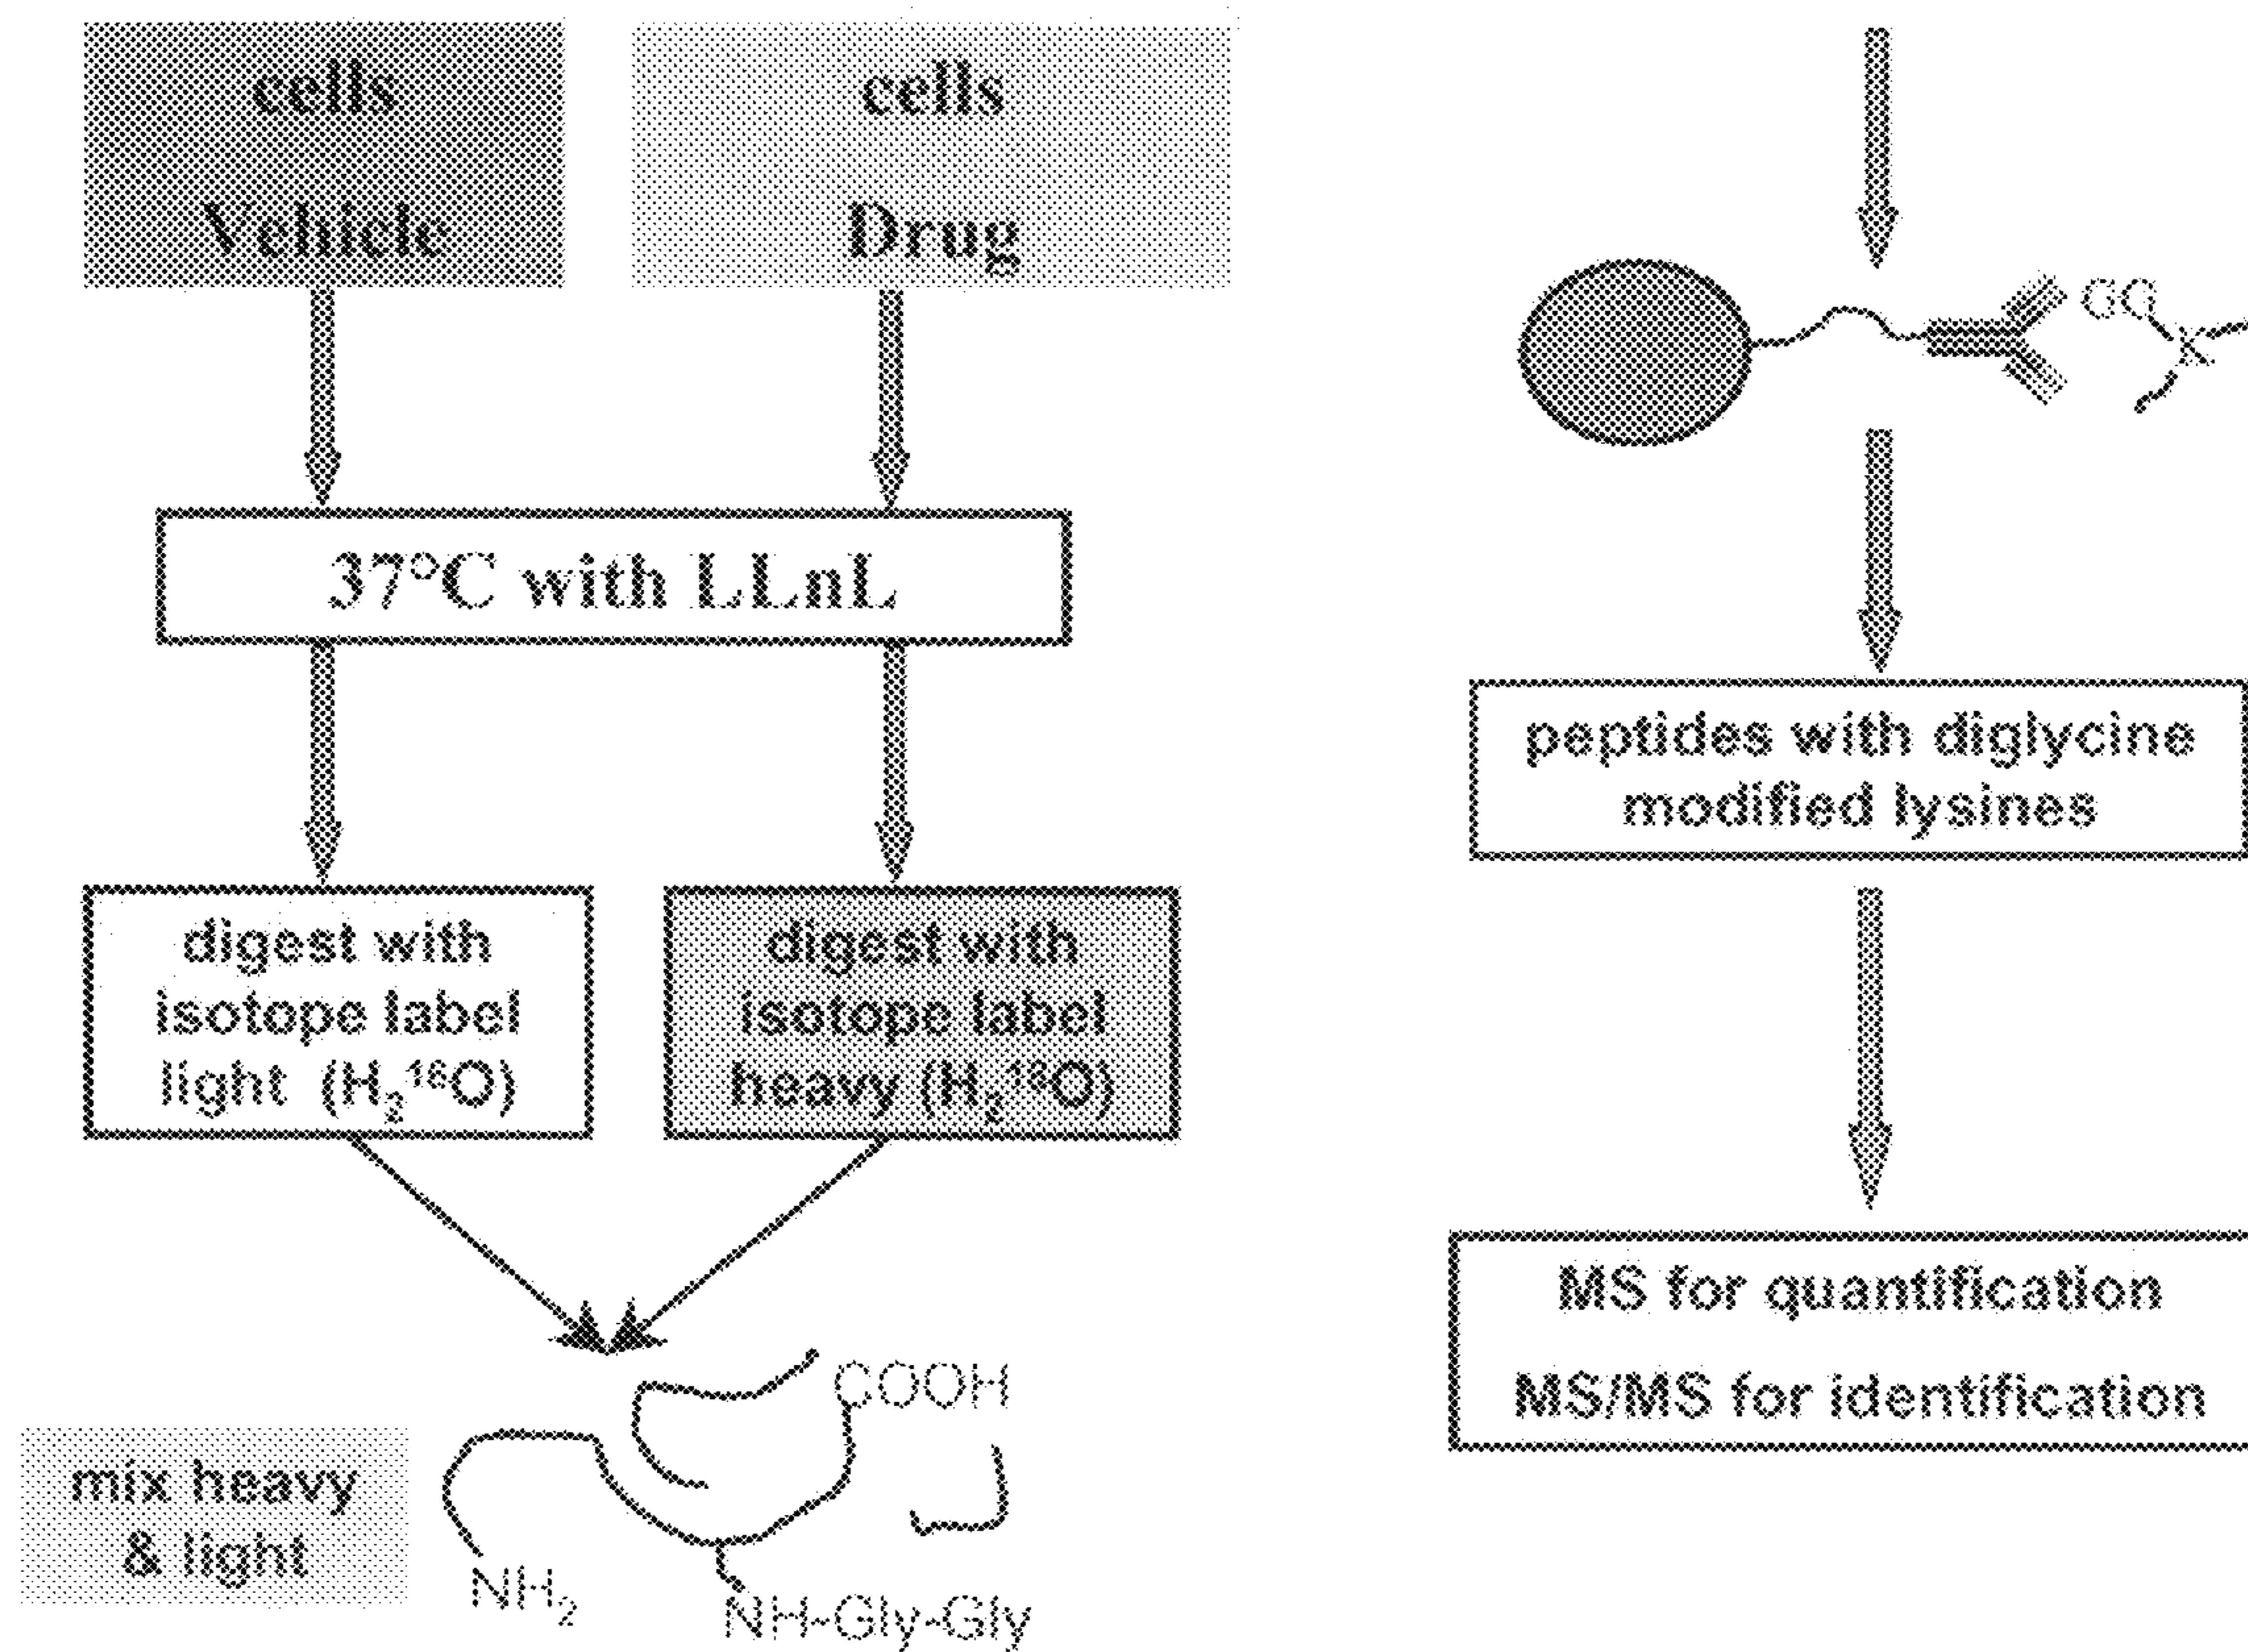 cells
Vehicle
cells
Drug
37°C with LLnL
digest with
isotope label
light (H₂¹⁶O)
digest with
isotope label
heavy (H₂¹⁸O)
mix heavy
& light
COOH
NH₂
NH-Gly-Gly
GG
K
peptides with diglycine
modified lysines
MS for quantification
MS/MS for identification